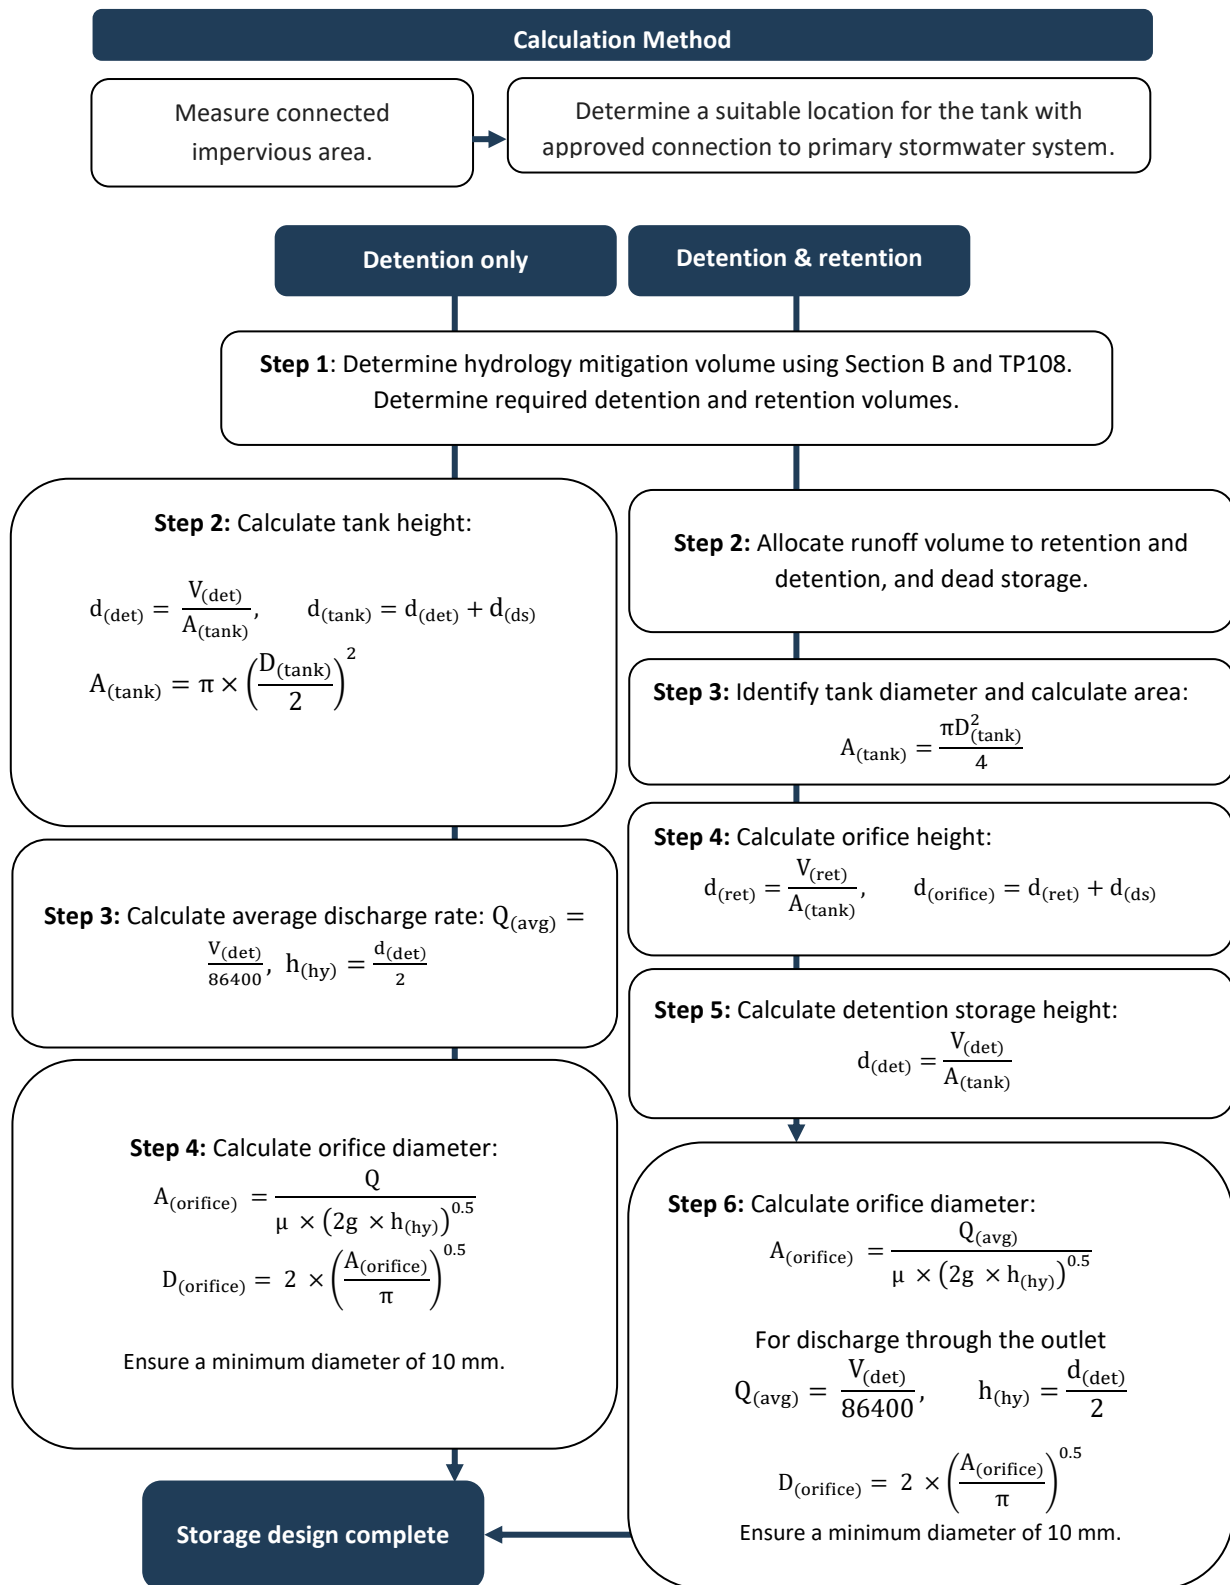 Calculation Method
Measure connected
impervious area.
Determine a suitable location for the tank with
approved connection to primary stormwater system.
Detention only
Detention & retention
Step 1: Determine hydrology mitigation volume using Section B and TP108.
Determine required detention and retention volumes.
Step 2: Calculate tank height:
d(det) = V(det) / A(tank), d(tank) = d(det) + d(ds)
A(tank) = π × (D(tank) / 2)²
Step 3: Calculate average discharge rate: Q(avg) =
V(det) / 86400, h(hy) = d(det) / 2
Step 4: Calculate orifice diameter:
A(orifice) = Q / μ × (2g × h(hy))^0.5
D(orifice) = 2 × (A(orifice) / π)^0.5
Ensure a minimum diameter of 10 mm.
Step 2: Allocate runoff volume to retention and
detention, and dead storage.
Step 3: Identify tank diameter and calculate area:
A(tank) = πD²(tank) / 4
Step 4: Calculate orifice height:
d(ret) = V(ret) / A(tank), d(orifice) = d(ret) + d(ds)
Step 5: Calculate detention storage height:
d(det) = V(det) / A(tank)
Step 6: Calculate orifice diameter:
A(orifice) = Q(avg) / μ × (2g × h(hy))^0.5
For discharge through the outlet
Q(avg) = V(det) / 86400, h(hy) = d(det) / 2
D(orifice) = 2 × (A(orifice) / π)^0.5
Ensure a minimum diameter of 10 mm.
Storage design complete